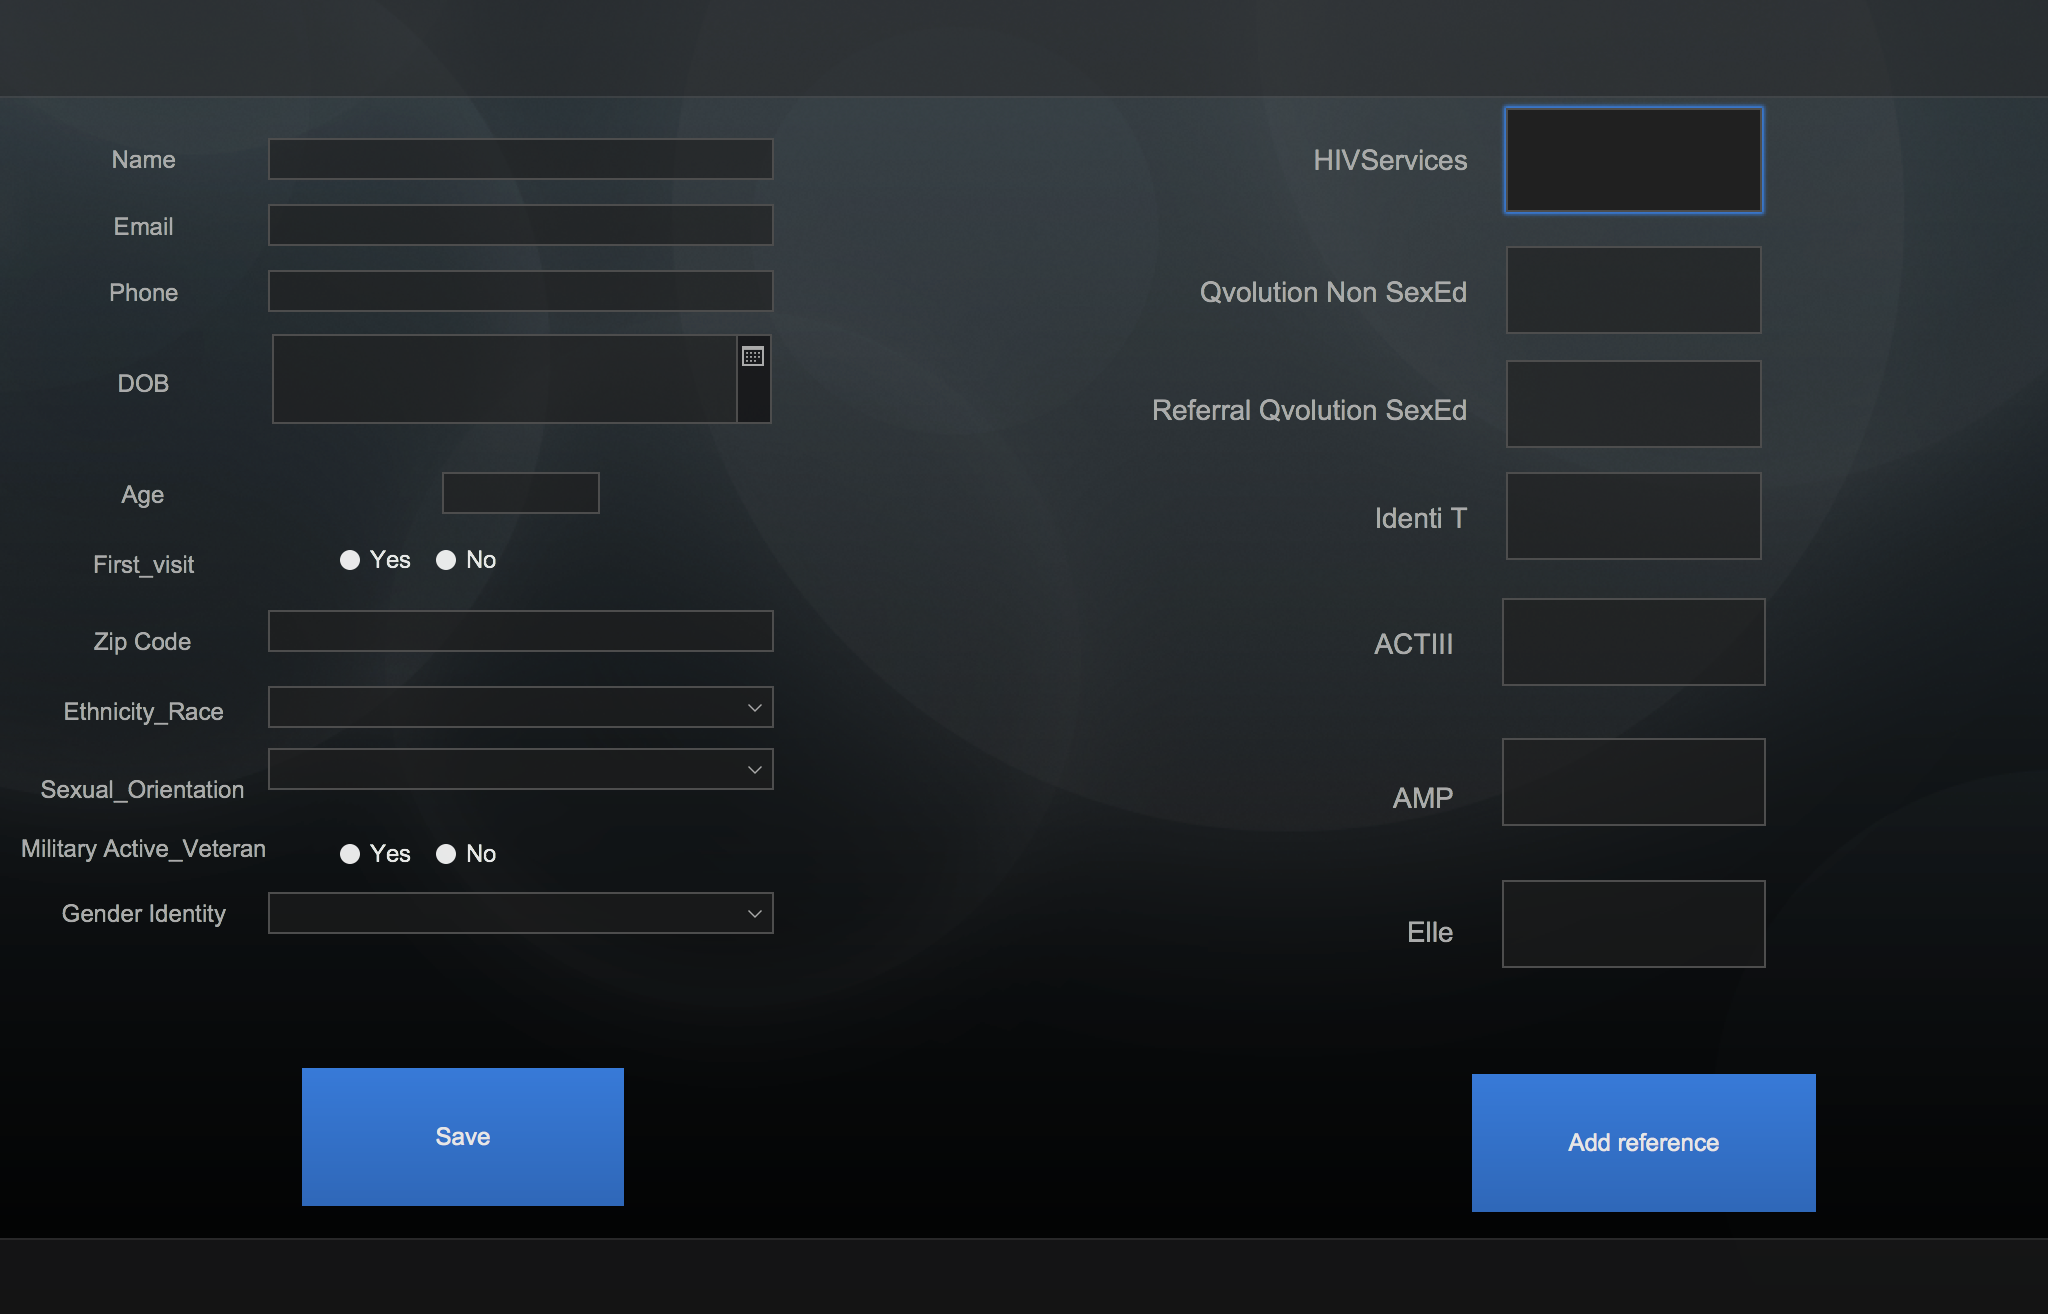 Name
Email
Phone
DOB
Age
First_visit
Yes No
Zip Code
Ethnicity_Race
Sexual_Orientation
Military Active_Veteran
Yes No
Gender Identity
Save
HIVServices
Qvolution Non SexEd
Referral Qvolution SexEd
Identi T
ACTIII
AMP
Elle
Add reference